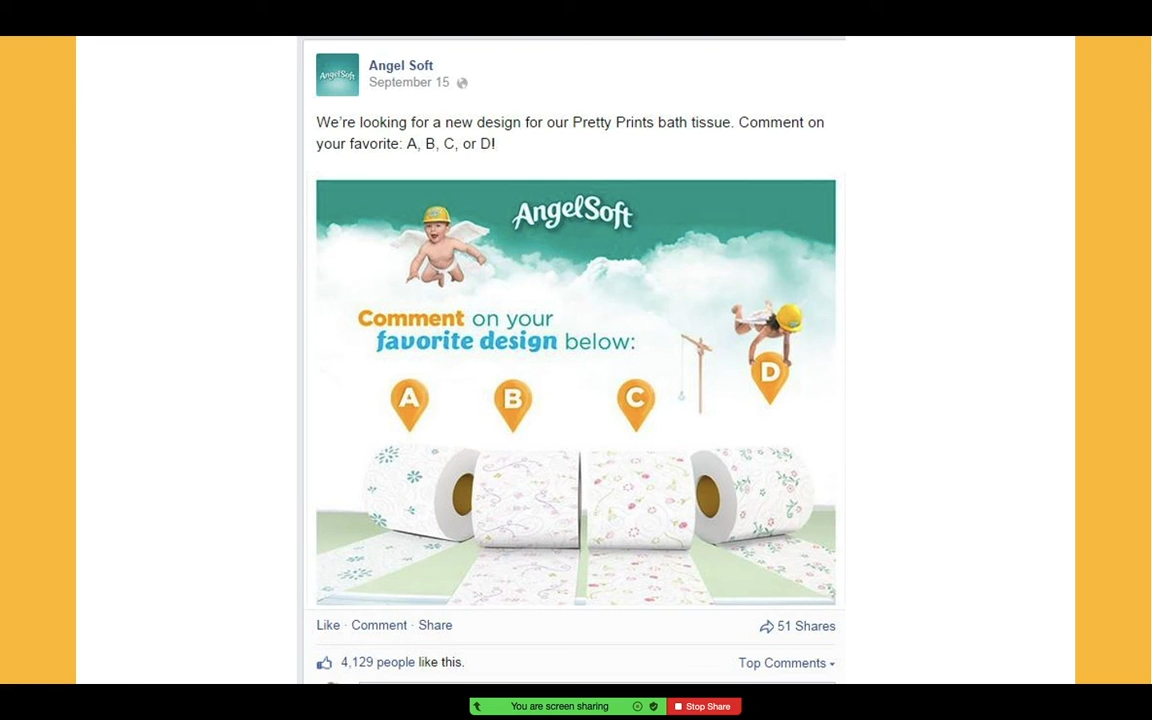 AngelSoft
Angel Soft
September 15
We're looking for a new design for our Pretty Prints bath tissue. Comment on
your favorite: A, B, C, or D!
AngelSoft
Comment on your
favorite design below:
A
B
C
D
Like · Comment · Share
51 Shares
4,129 people like this.
Top Comments
You are screen sharing
Stop Share